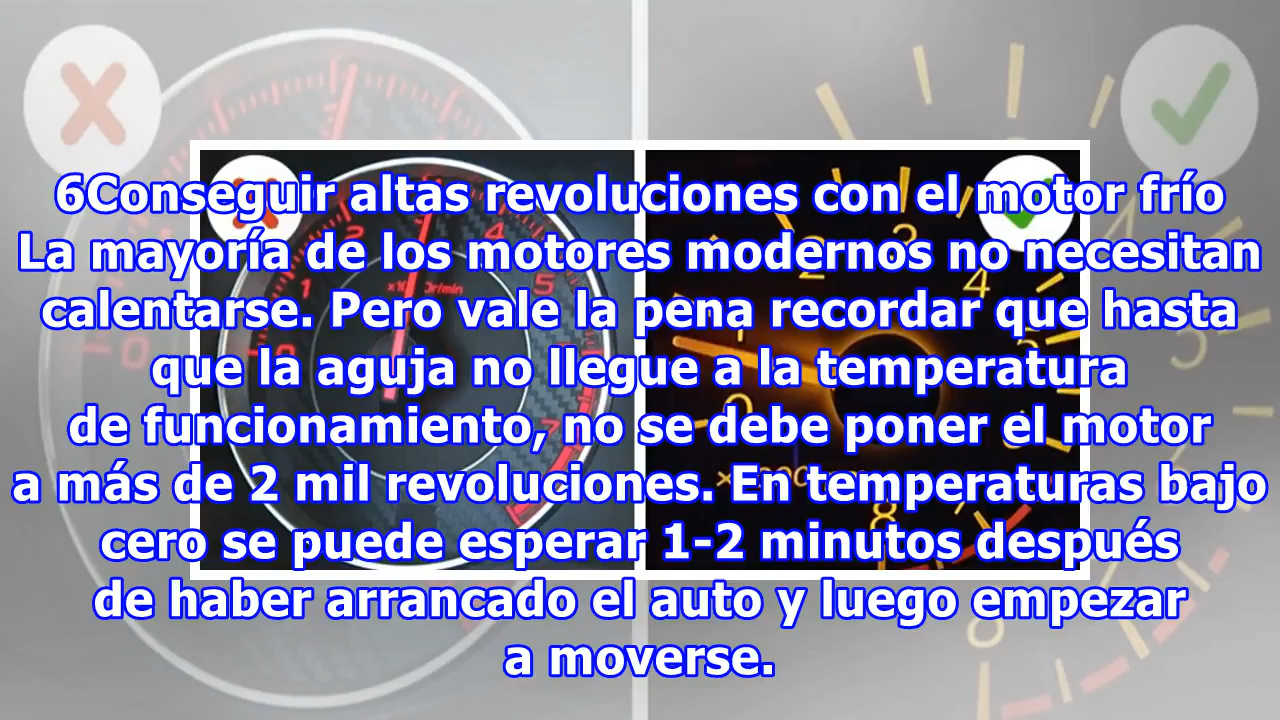 6Conseguir altas revoluciones con el motor frío
La mayoría de los motores modernos no necesitan
calentarse. Pero vale la pena recordar que hasta
que la aguja no llegue a la temperatura
de funcionamiento, no se debe poner el motor
a más de 2 mil revoluciones. En temperaturas bajo
cero se puede esperar 1-2 minutos después
de haber arrancado el auto y luego empezar
a moverse.